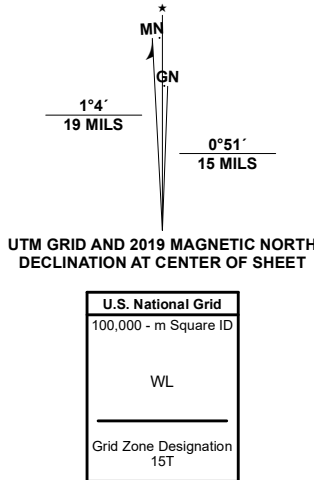 ★
MN
GN
1°4´
19 MILS
0°51´
15 MILS
UTM GRID AND 2019 MAGNETIC NORTH
DECLINATION AT CENTER OF SHEET
U.S. National Grid
100,000 - m Square ID
WL
Grid Zone Designation
15T